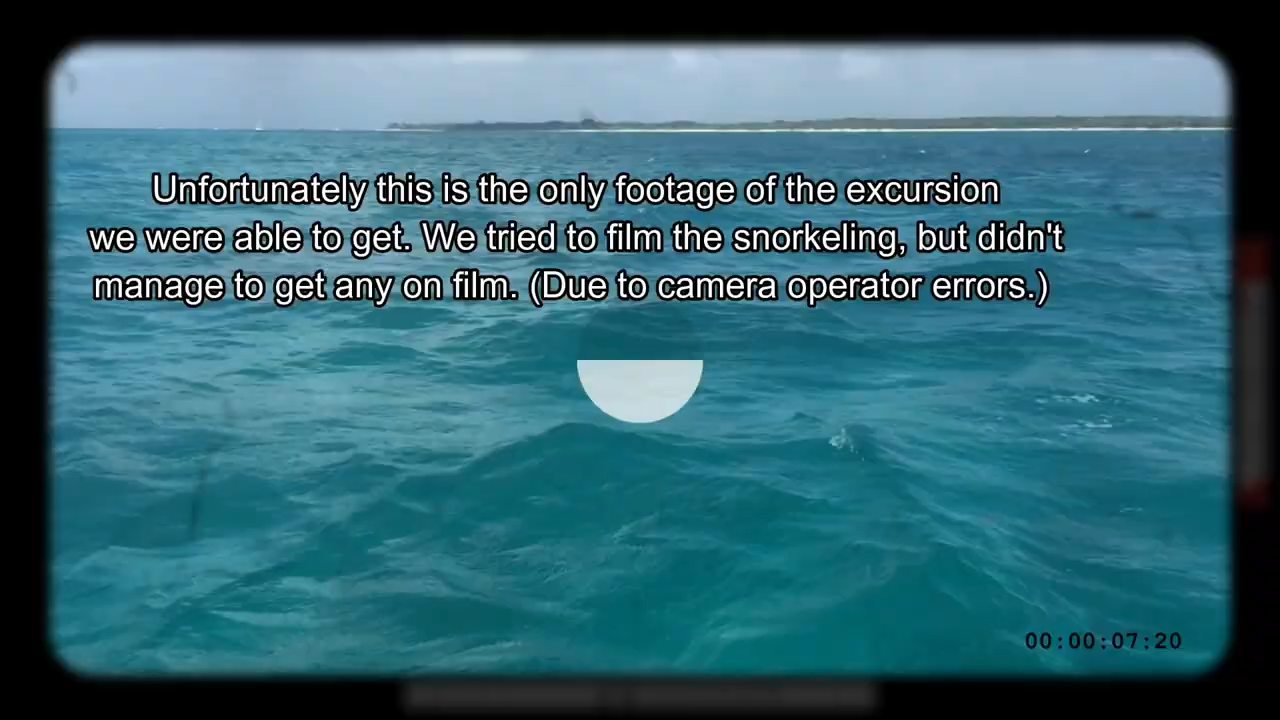 Unfortunately this is the only footage of the excursion
we were able to get. We tried to film the snorkeling, but didn't
manage to get any on film. (Due to camera operator errors.)
00:00:07:20